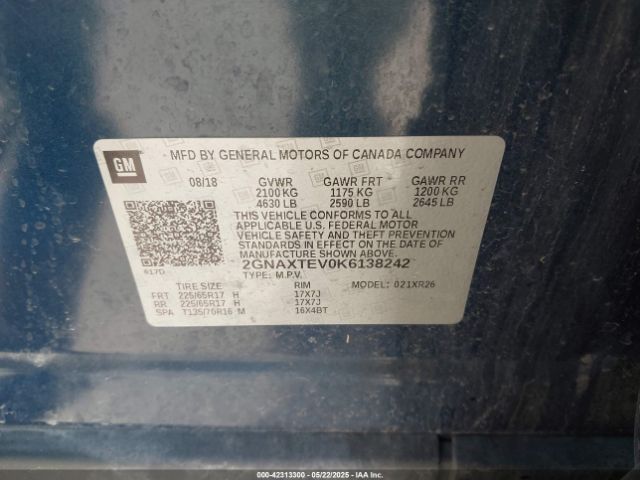 GM
MFD BY GENERAL MOTORS OF CANADA COMPANY
08/18 GVWR GAWR FRT GAWR RR
2100 KG 1175 KG 1200 KG
4630 LB 2590 LB 2645 LB
THIS VEHICLE CONFORMS TO ALL
APPLICABLE U.S. FEDERAL MOTOR
VEHICLE SAFETY AND THEFT PREVENTION
STANDARDS IN EFFECT ON THE DATE OF
MANUFACTURE SHOWN ABOVE.
2GNAXTEV0K6138242
617D TYPE: M.P.V.
TIRE SIZE RIM MODEL: 021XR26
FRT 225/65R17 H 17X7J
RR 225/65R17 H 17X7J
SPA T135/70R16 M 16X4BT
000-42313300 - 05/22/2025 - IAA Inc.